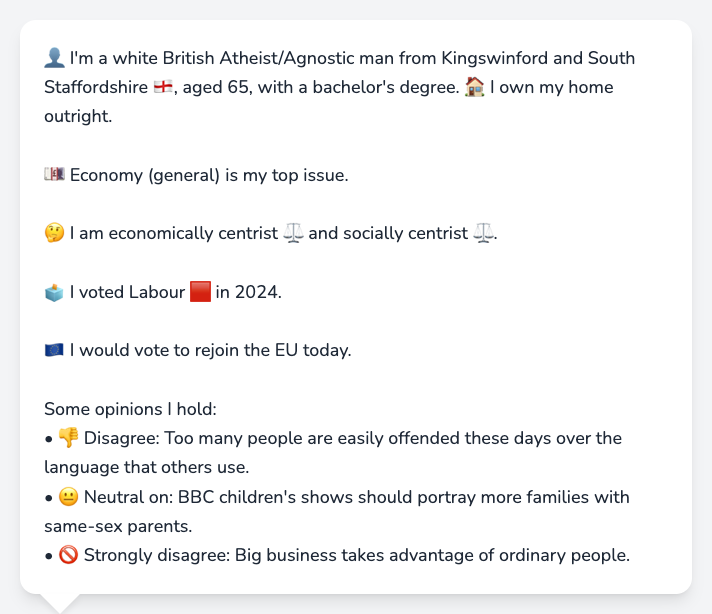 👤 I'm a white British Atheist/Agnostic man from Kingswinford and South
Staffordshire 🏴󠁧󠁢󠁥󠁮󠁧󠁿, aged 65, with a bachelor's degree. 🏠 I own my home
outright.
💷 Economy (general) is my top issue.
🤔 I am economically centrist ⚖️ and socially centrist ⚖️.
🗳️ I voted Labour 🟥 in 2024.
🇪🇺 I would vote to rejoin the EU today.
Some opinions I hold:
• 👎 Disagree: Too many people are easily offended these days over the
language that others use.
• 😐 Neutral on: BBC children's shows should portray more families with
same-sex parents.
• 🚫 Strongly disagree: Big business takes advantage of ordinary people.